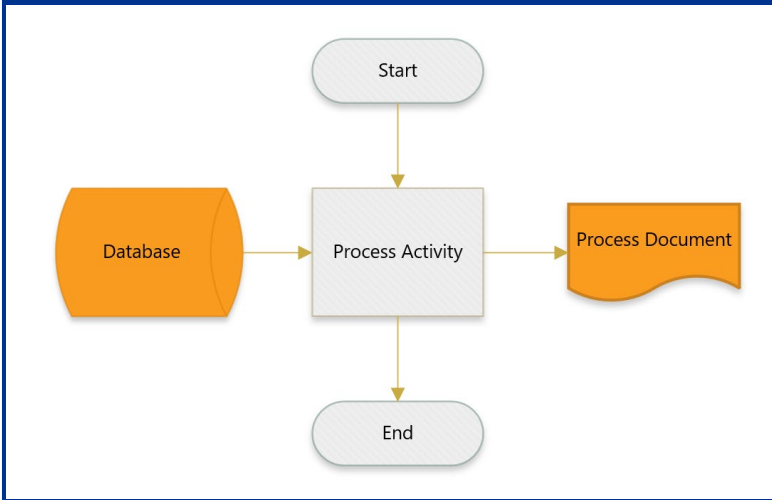 Start
Database
Process Activity
Process Document
End